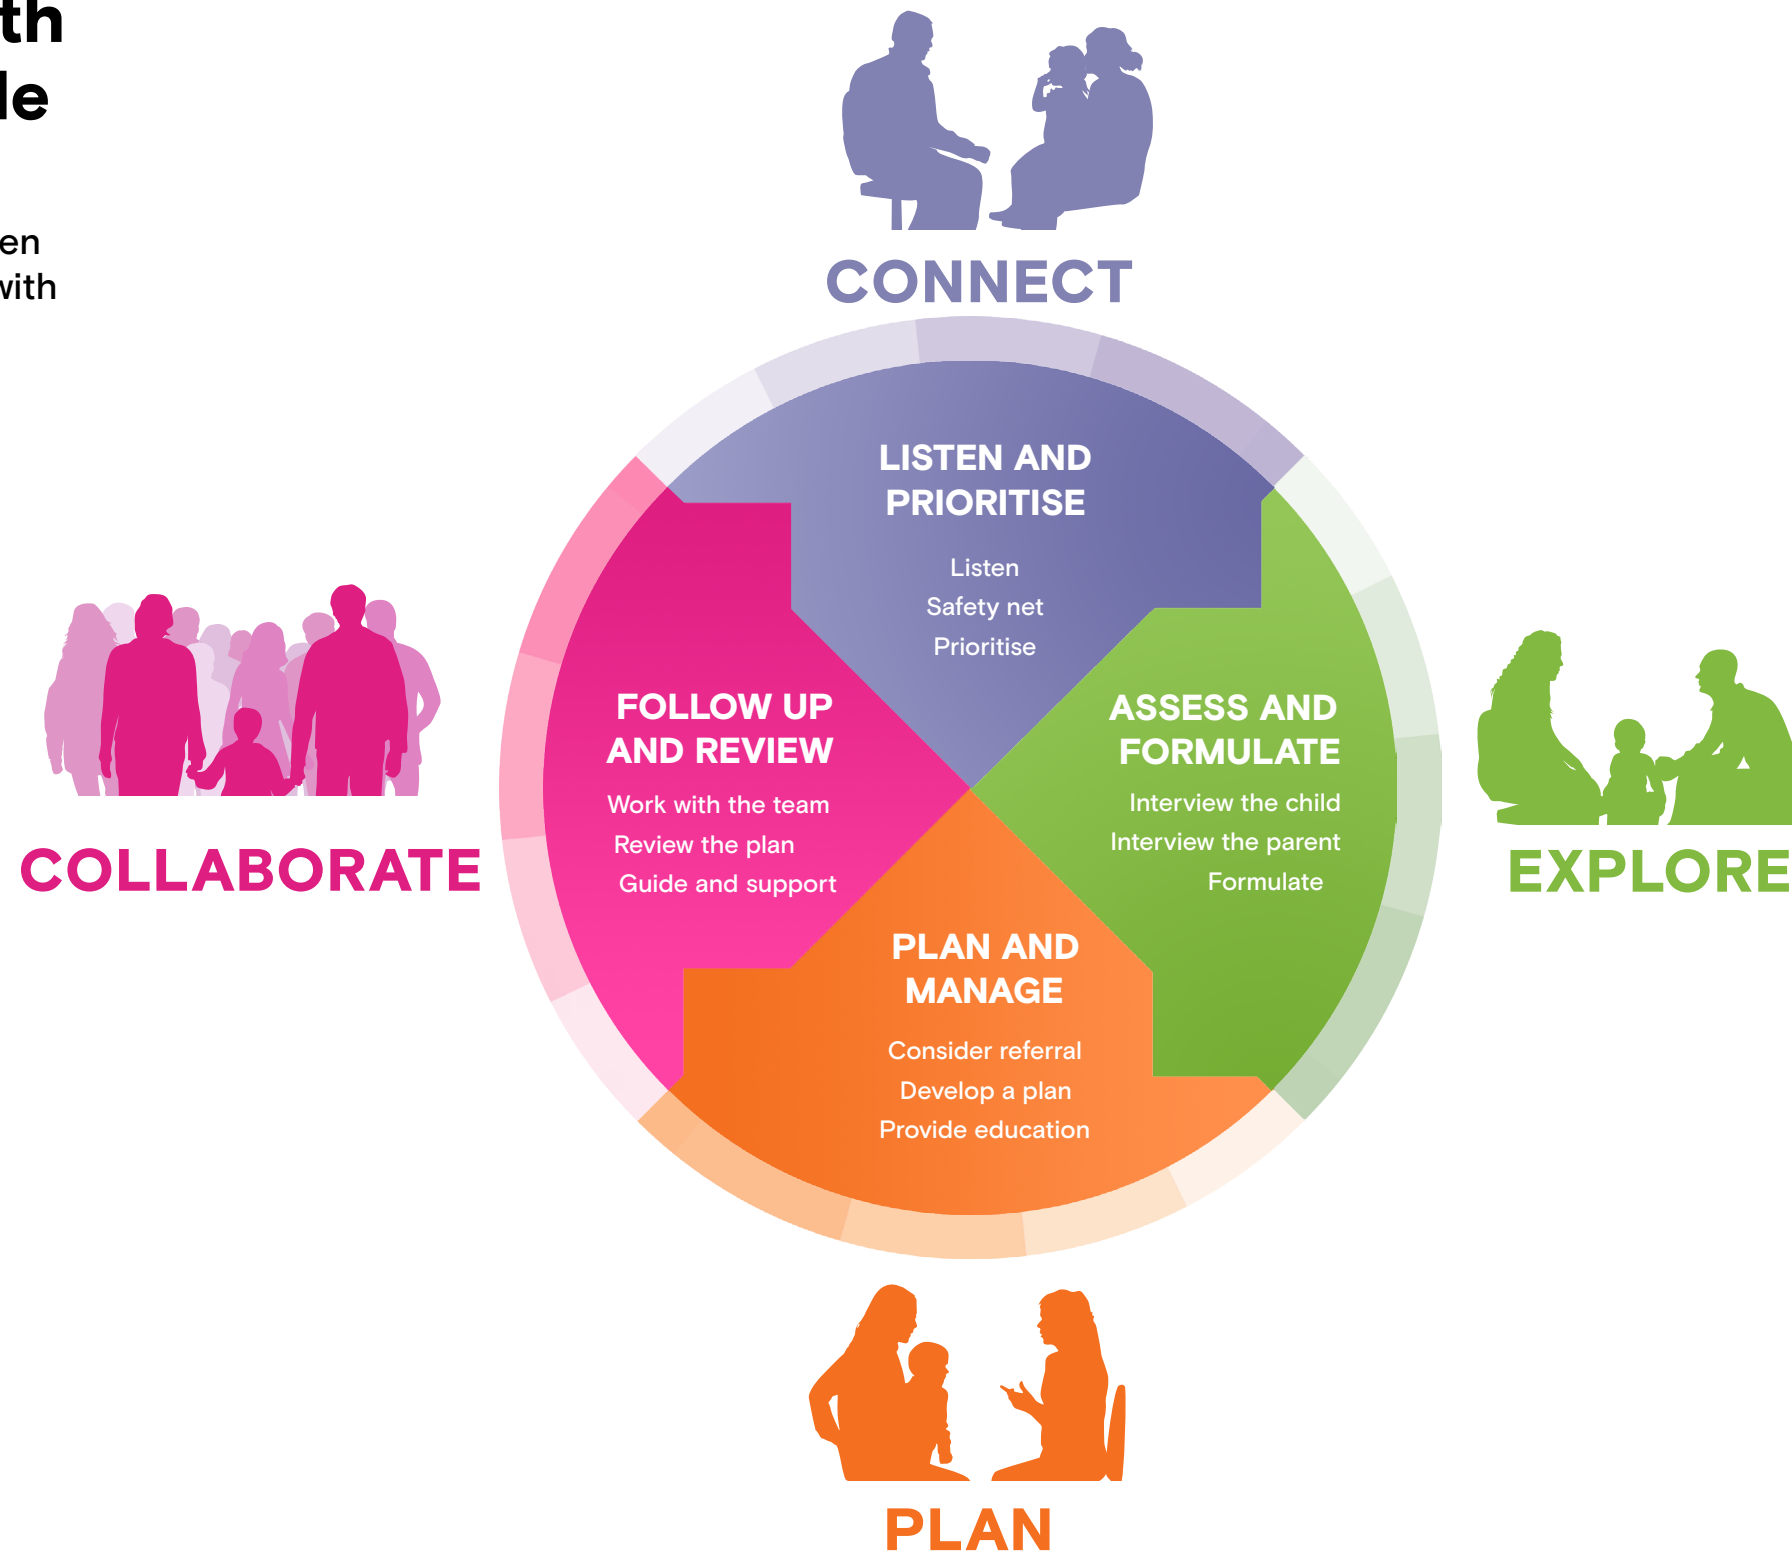 th
le
en
with
CONNECT
LISTEN AND
PRIORITISE
Listen
Safety net
Prioritise
FOLLOW UP
AND REVIEW
Work with the team
Review the plan
Guide and support
ASSESS AND
FORMULATE
Interview the child
Interview the parent
Formulate
COLLABORATE
EXPLORE
PLAN AND
MANAGE
Consider referral
Develop a plan
Provide education
PLAN